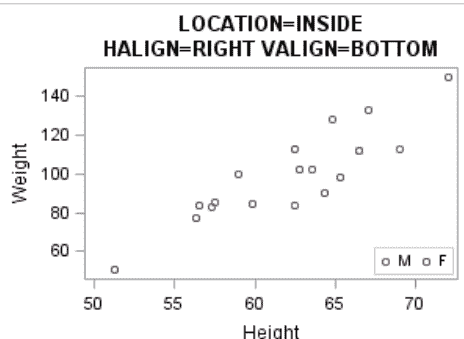 LOCATION=INSIDE
HALIGN=RIGHT VALIGN=BOTTOM
140
120
100
80
60
Weight
M F
50 55 60 65 70
Height